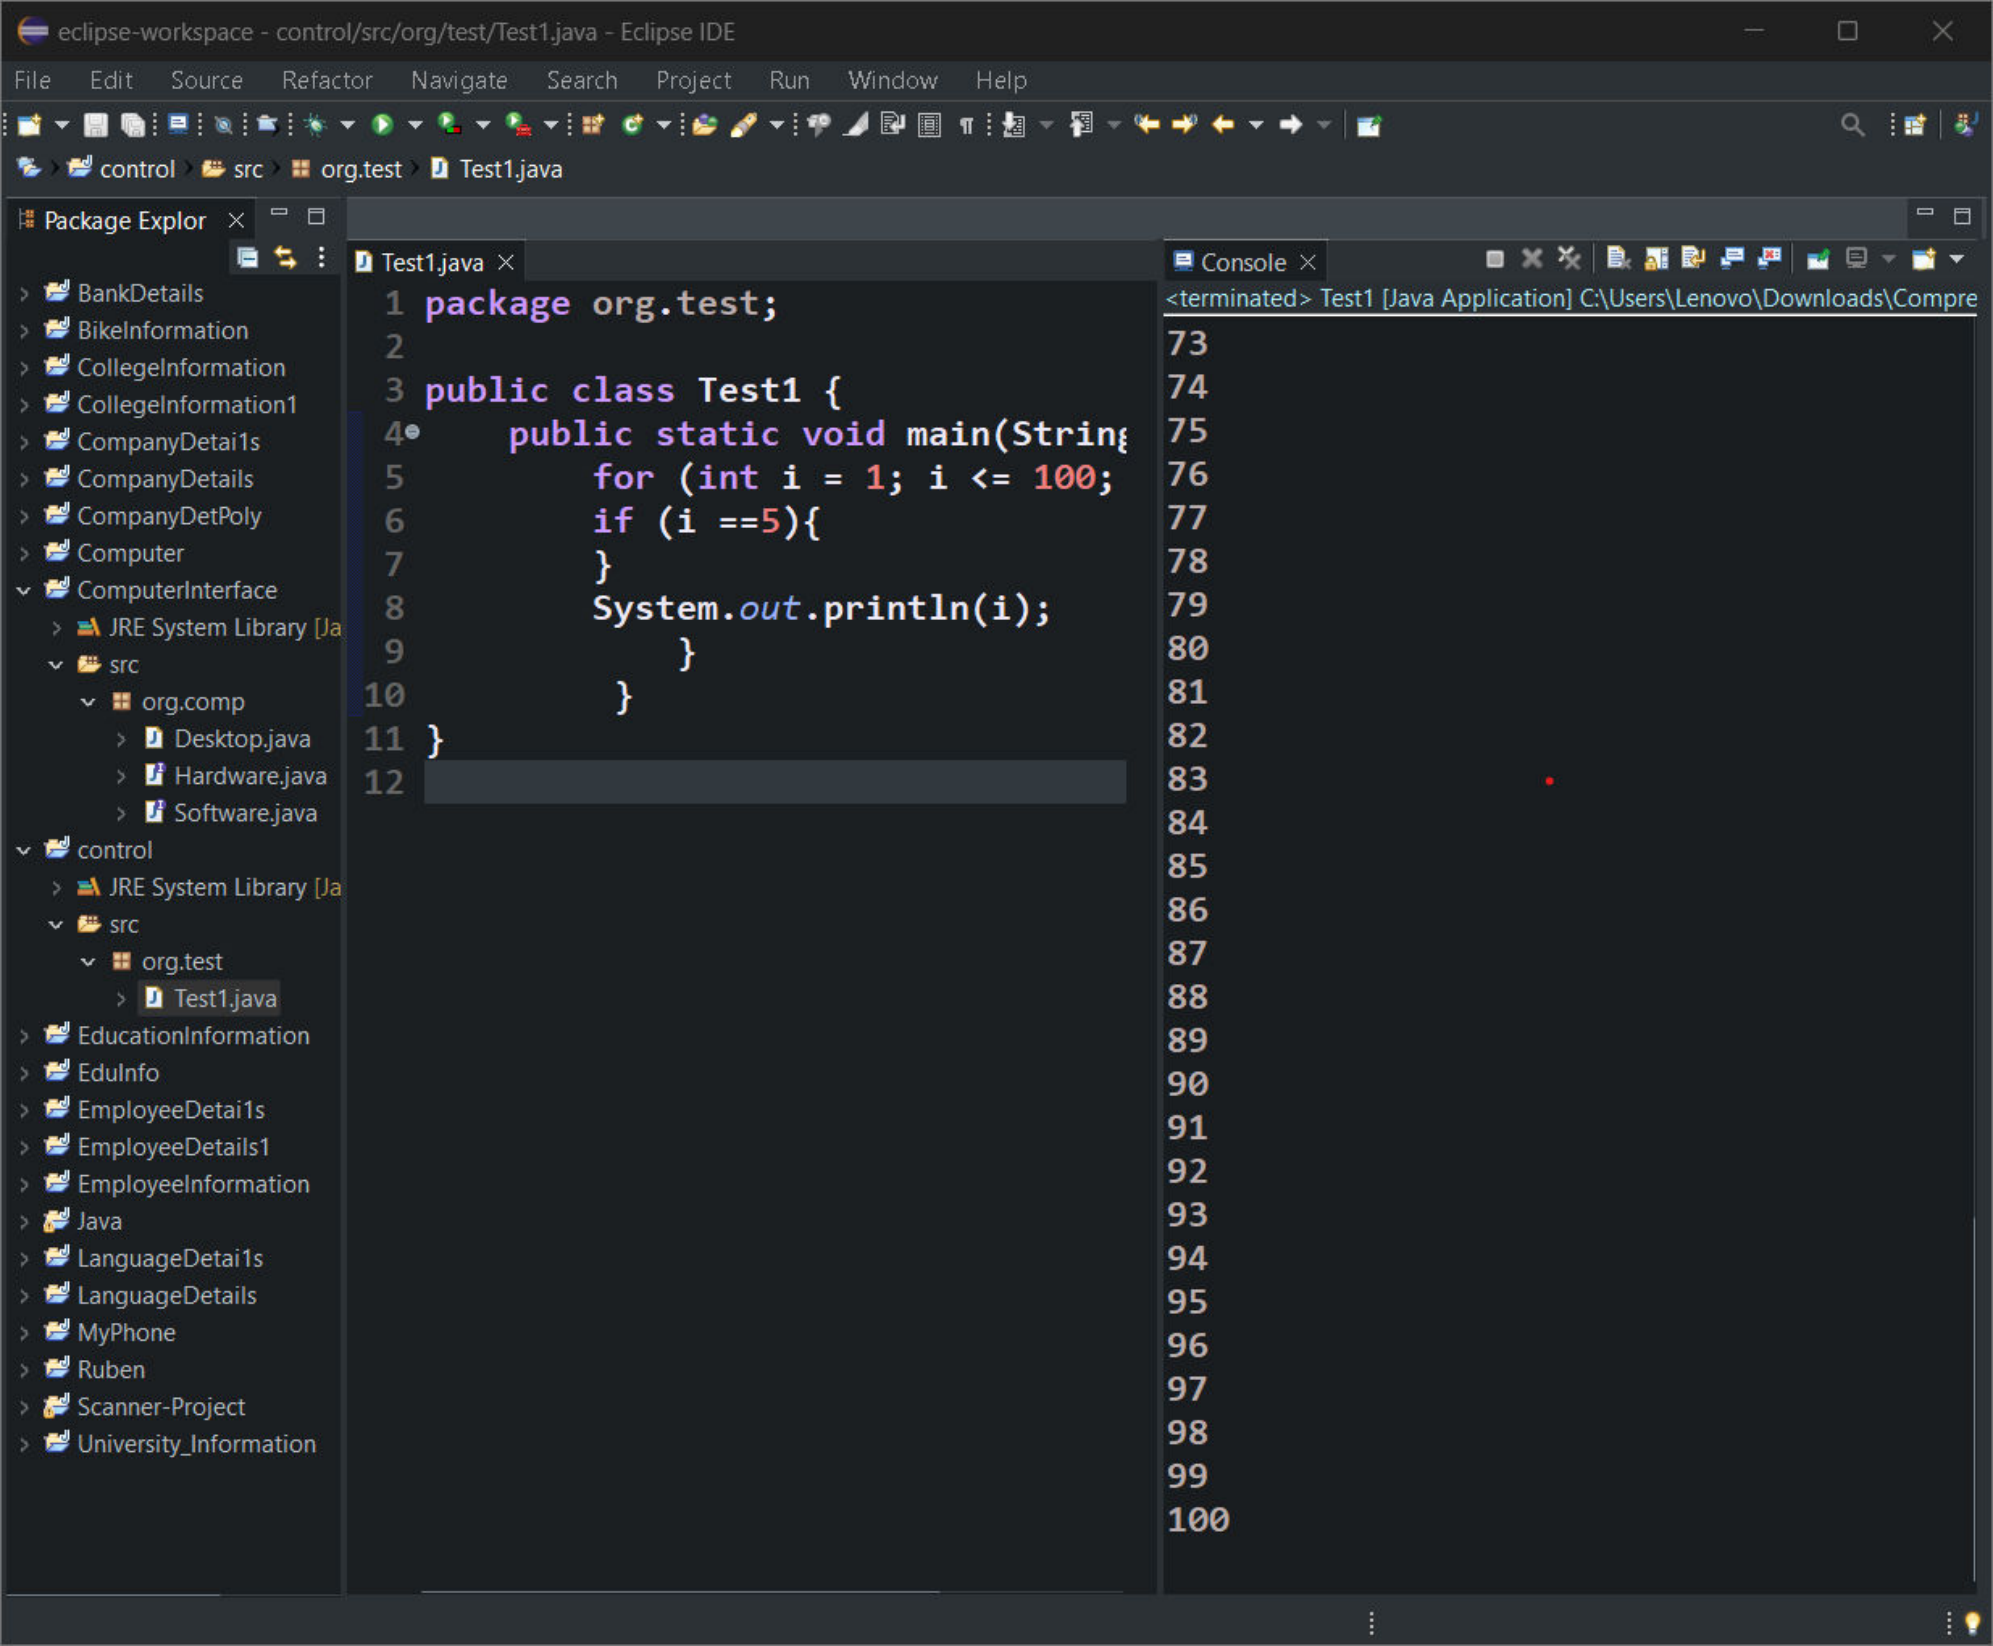 eclipse-workspace - control/src/org/test/Test1.java - Eclipse IDE
File Edit Source Refactor Navigate Search Project Run Window Help
control src org.test Test1.java
Package Explor
BankDetails
BikeInformation
CollegeInformation
CollegeInformation1
CompanyDetai1s
CompanyDetails
CompanyDetPoly
Computer
ComputerInterface
JRE System Library [Ja
src
org.comp
Desktop.java
Hardware.java
Software.java
control
JRE System Library [Ja
src
org.test
Test1.java
EducationInformation
EduInfo
EmployeeDetai1s
EmployeeDetails1
EmployeeInformation
Java
LanguageDetai1s
LanguageDetails
MyPhone
Ruben
Scanner-Project
University_Information
Test1.java
1 package org.test;
2
3 public class Test1 {
4 public static void main(String
5 for (int i = 1; i <= 100;
6 if (i ==5){
7 }
8 System.out.println(i);
9 }
10 }
11 }
12
Console
<terminated> Test1 [Java Application] C:\Users\Lenovo\Downloads\Compre
73
74
75
76
77
78
79
80
81
82
83
84
85
86
87
88
89
90
91
92
93
94
95
96
97
98
99
100